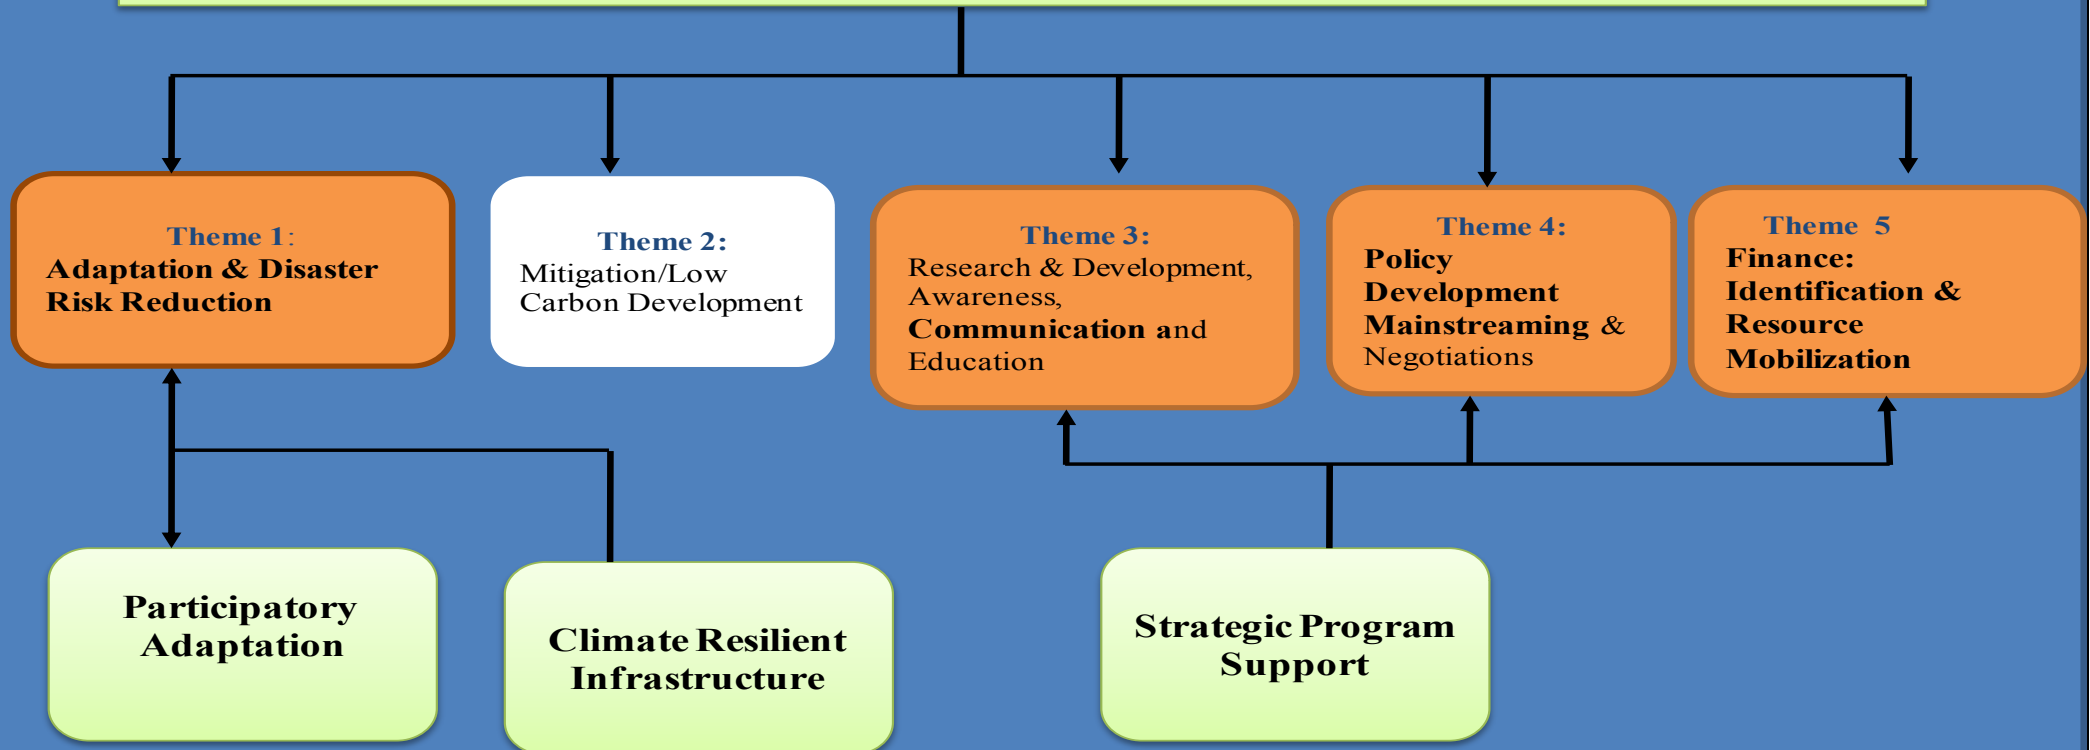 Theme 1:
Adaptation & Disaster
Risk Reduction
Theme 2:
Mitigation/Low
Carbon Development
Theme 3:
Research & Development,
Awareness,
Communication and
Education
Theme 4:
Policy
Development
Mainstreaming &
Negotiations
Theme 5
Finance:
Identification &
Resource
Mobilization
Participatory
Adaptation
Climate Resilient
Infrastructure
Strategic Program
Support